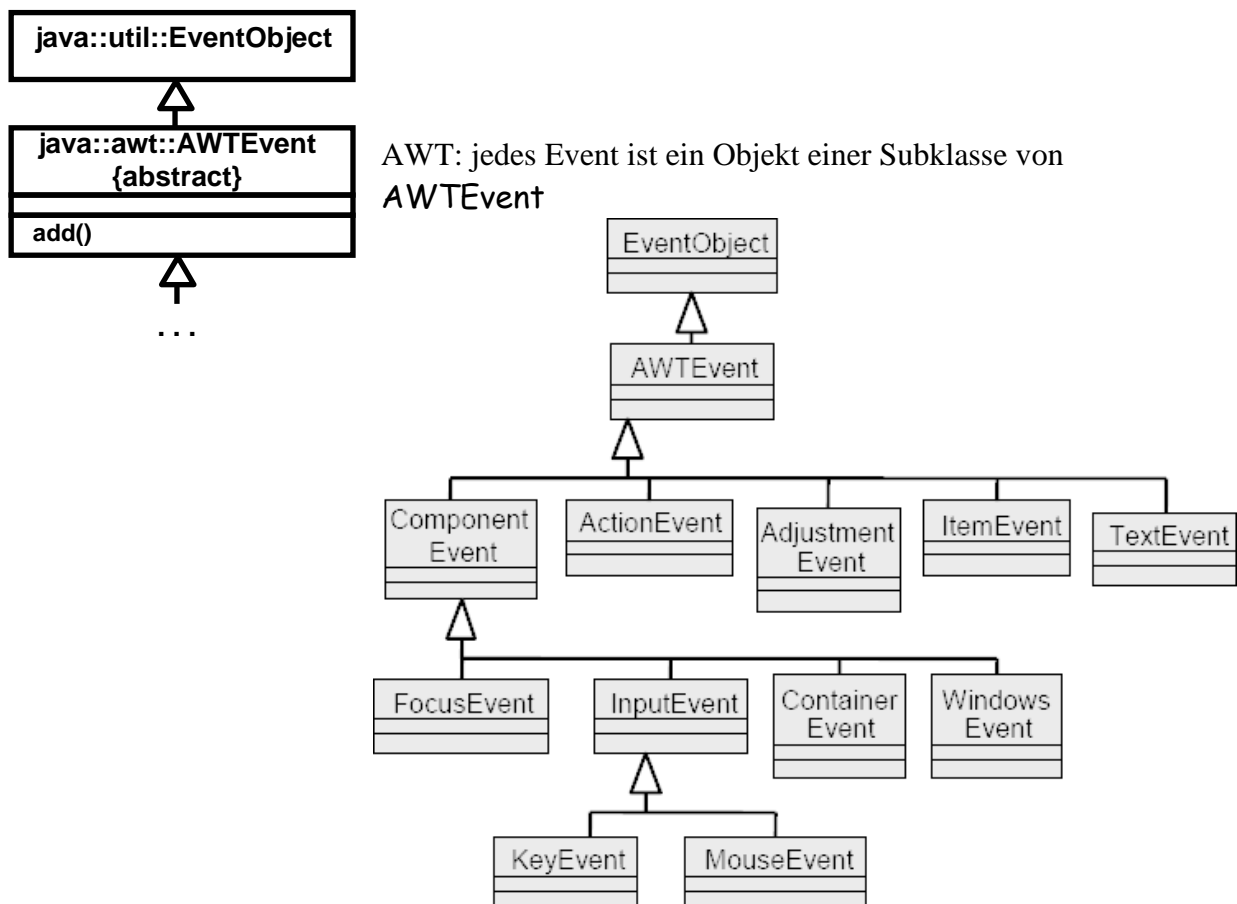 java::util::EventObject
java::awt::AWTEvent
{abstract}
add()
. . .
AWT: jedes Event ist ein Objekt einer Subklasse von
AWTEvent
EventObject
AWTEvent
Component
Event
ActionEvent
Adjustment
Event
ItemEvent
TextEvent
FocusEvent
InputEvent
Container
Event
Windows
Event
KeyEvent
MouseEvent